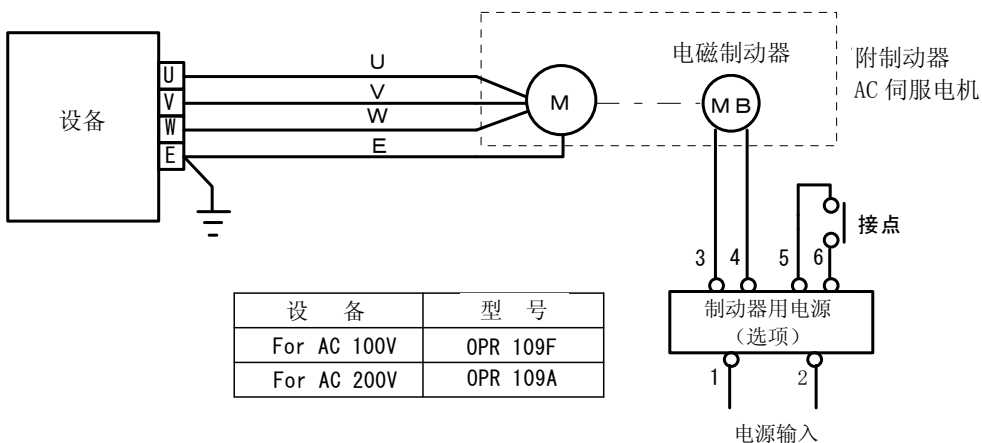 设备
U
V
W
E
U
V
W
E
M
电磁制动器
MB
附制动器
AC 伺服电机
接点
3
4
5
6
制动器用电源
（选项）
1
2
电源输入
设 备 型 号
For AC 100V OPR 109F
For AC 200V OPR 109A